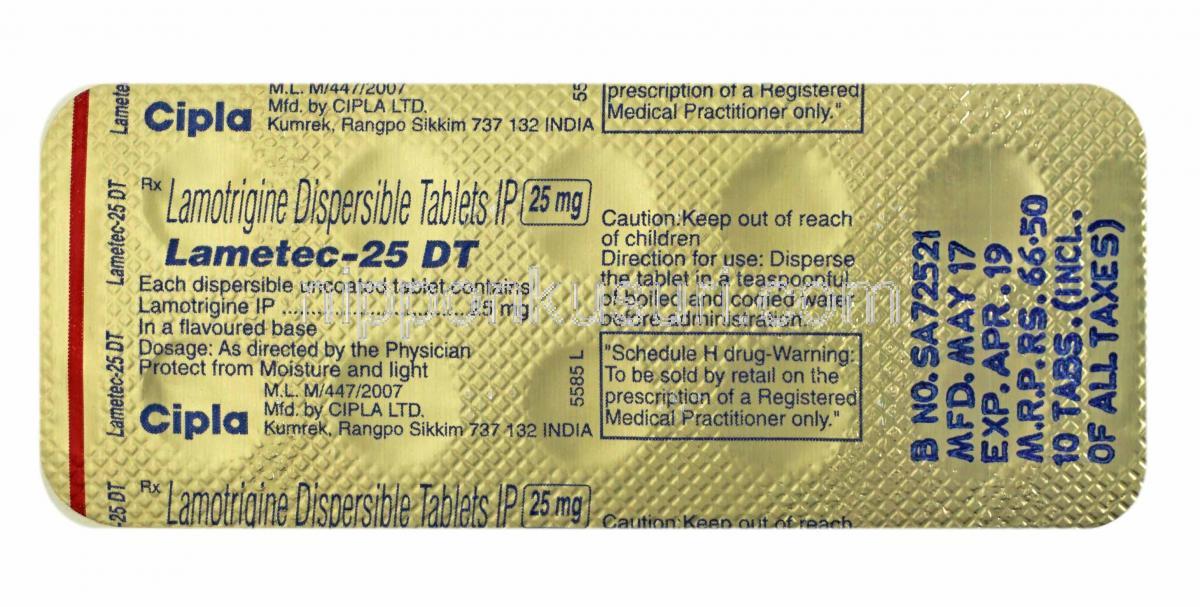 M.L. M/447/2007
Cipla
Mfd. by CIPLA LTD.
Kumrek, Rangpo Sikkim 737 132 INDIA
55
prescription of a Registered
Medical Practitioner only."
Lamete
Rx Lamotrigine Dispersible Tablets IP 25 mg
Lametec-25 DT
Each dispersible uncoated tablet contains
Lamotrigine IP ................................ 25 mg
In a flavoured base
Dosage: As directed by the Physician
Protect from Moisture and light
M.L. M/447/2007
Cipla
Mfd. by CIPLA LTD.
Kumrek, Rangpo Sikkim 737 132 INDIA
5585 L
Lametec-25 DT
Lametec-25 DT
Caution:Keep out of reach
of children
Direction for use: Disperse
the tablet in a teaspoonful
of boiled and cooled water
before administration.
"Schedule H drug-Warning:
To be sold by retail on the
prescription of a Registered
Medical Practitioner only."
B NO. SA72521
MFD. MAY 17
EXP. APR. 19
M.R.P. RS. 66.50
10 TABS. (INCL.
OF ALL TAXES)
-25 DT
Rx Lamotrigine Dispersible Tablets IP 25 mg
Caution:Keep out of reach
nipponkusuri.com